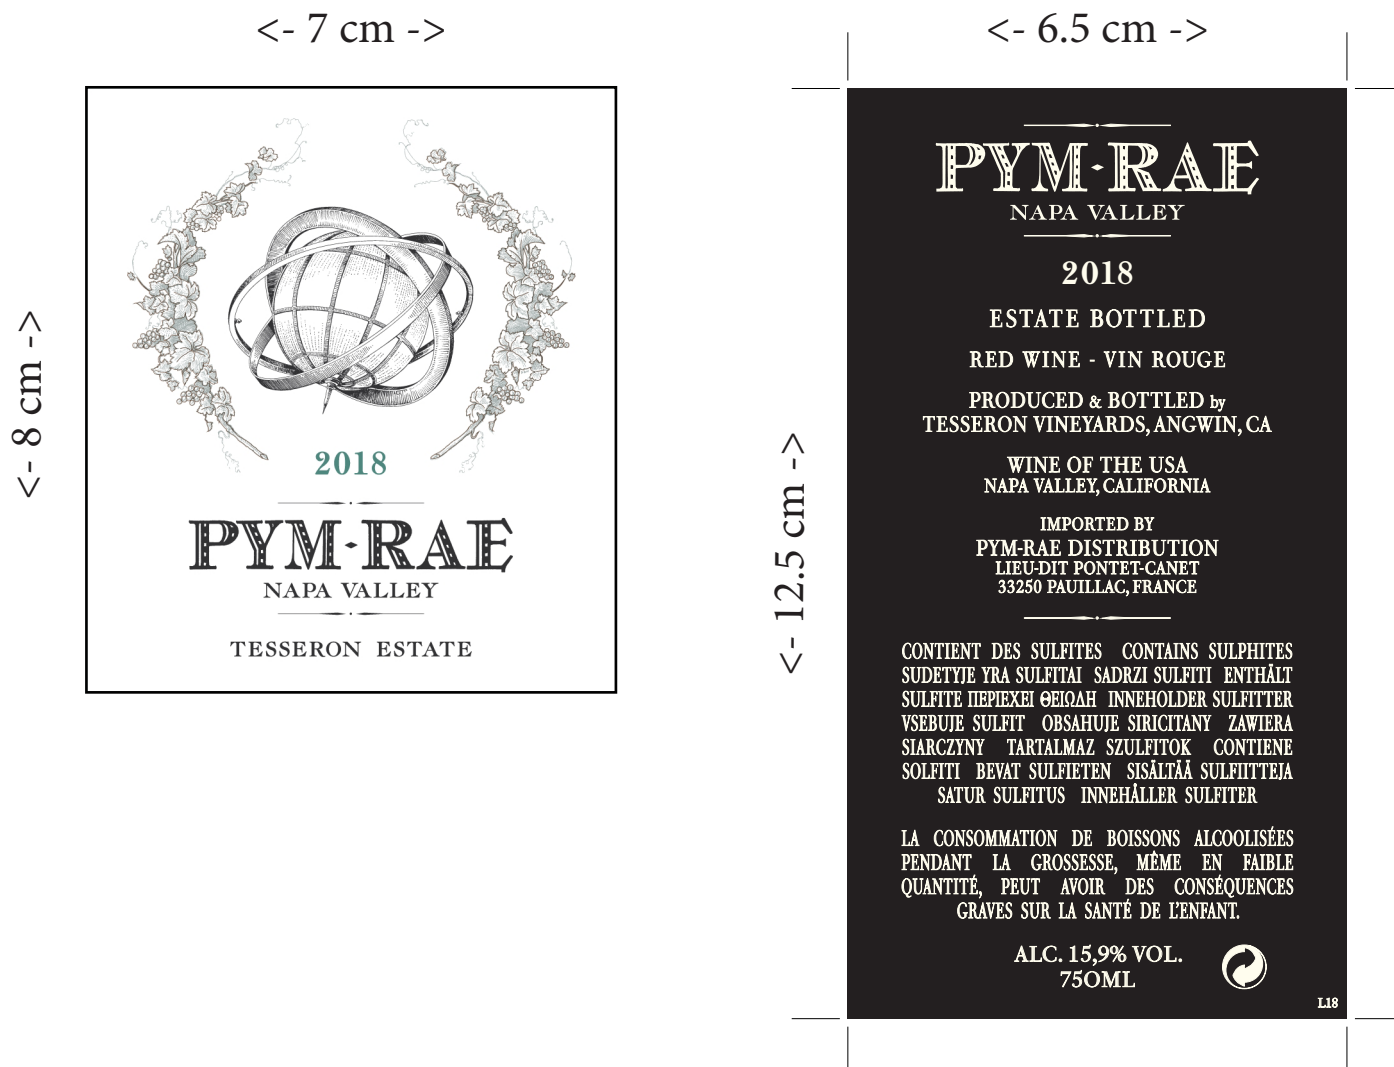 <- 7 cm ->
<- 8 cm ->
2018
PYM·RAE
NAPA VALLEY
TESSERON ESTATE
<- 6.5 cm ->
<- 12.5 cm ->
PYM·RAE
NAPA VALLEY
2018
ESTATE BOTTLED
RED WINE - VIN ROUGE
PRODUCED & BOTTLED by
TESSERON VINEYARDS, ANGWIN, CA
WINE OF THE USA
NAPA VALLEY, CALIFORNIA
IMPORTED BY
PYM-RAE DISTRIBUTION
LIEU-DIT PONTET-CANET
33250 PAUILLAC, FRANCE
CONTIENT DES SULFITES CONTAINS SULPHITES
SUDETYJE YRA SULFITAI SADRZI SULFITI ENTHÄLT
SULFITE ΠΕΡΙΕΧΕΙ ΘΕΙΩΔΗ INNEHOLDER SULFITTER
VSEBUJE SULFIT OBSAHUJE SIRICITANY ZAWIERA
SIARCZYNY TARTALMAZ SZULFITOK CONTIENE
SOLFITI BEVAT SULFIETEN SISÄLTÄÄ SULFIITTEJA
SATUR SULFITUS INNEHÅLLER SULFITER
LA CONSOMMATION DE BOISSONS ALCOOLISÉES
PENDANT LA GROSSESSE, MÊME EN FAIBLE
QUANTITÉ, PEUT AVOIR DES CONSÉQUENCES
GRAVES SUR LA SANTÉ DE L'ENFANT.
ALC. 15,9% VOL.
750ML
L18